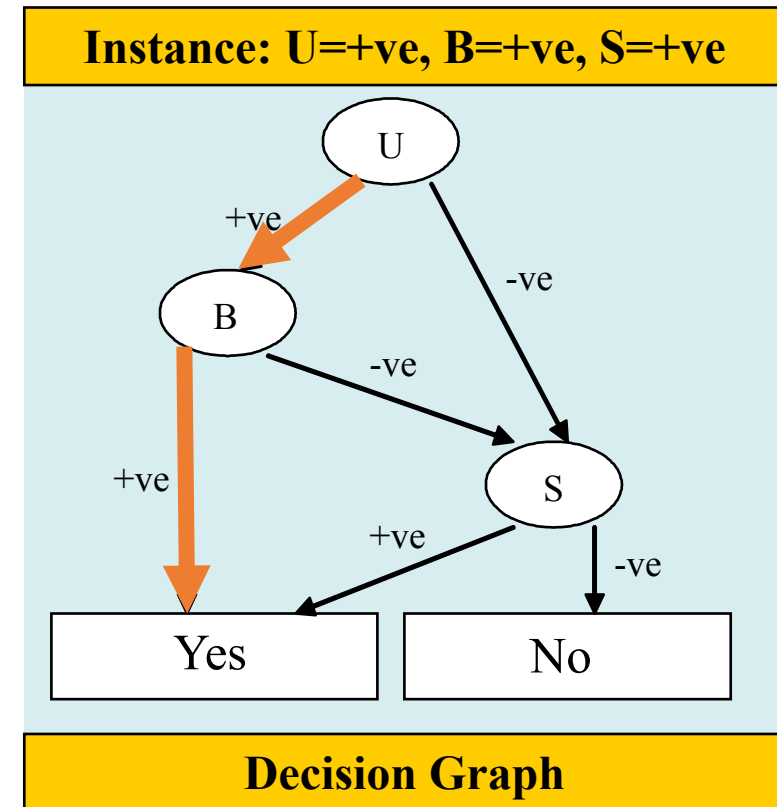 Instance: U=+ve, B=+ve, S=+ve
U
+ve
-ve
B
-ve
+ve
S
+ve
-ve
Yes
No
Decision Graph